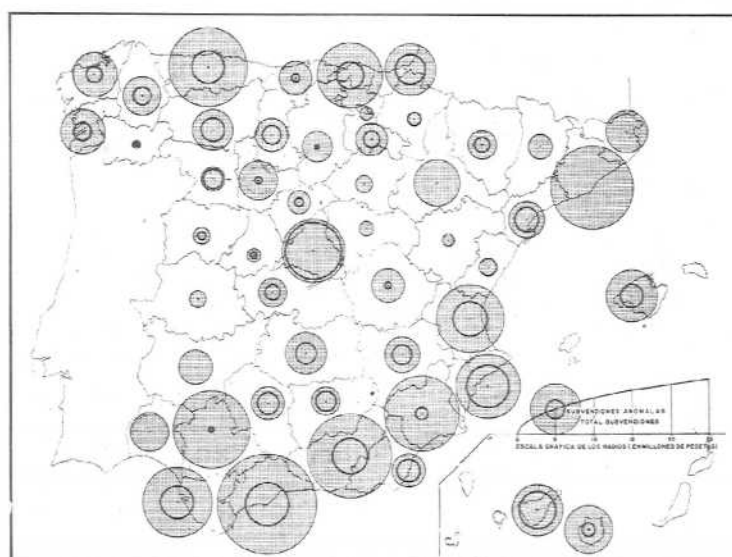 SUBVENCIONES ANOMALAS
TOTAL SUBVENCIONES
ESCALA GRAFICA DE LOS RADIOS (EN MILLONES DE PESETAS)